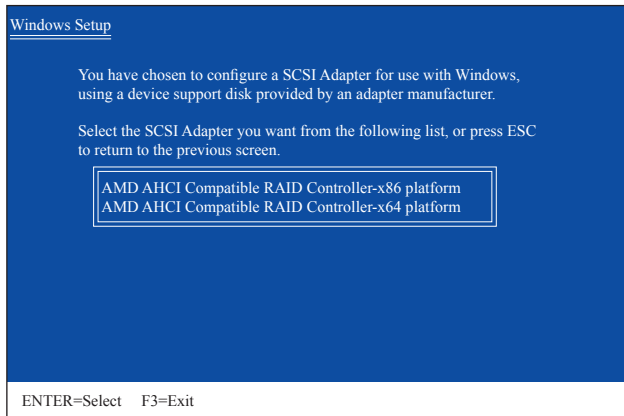 Windows Setup
You have chosen to configure a SCSI Adapter for use with Windows,
using a device support disk provided by an adapter manufacturer.
Select the SCSI Adapter you want from the following list, or press ESC
to return to the previous screen.
AMD AHCI Compatible RAID Controller-x86 platform
AMD AHCI Compatible RAID Controller-x64 platform
ENTER=Select F3=Exit